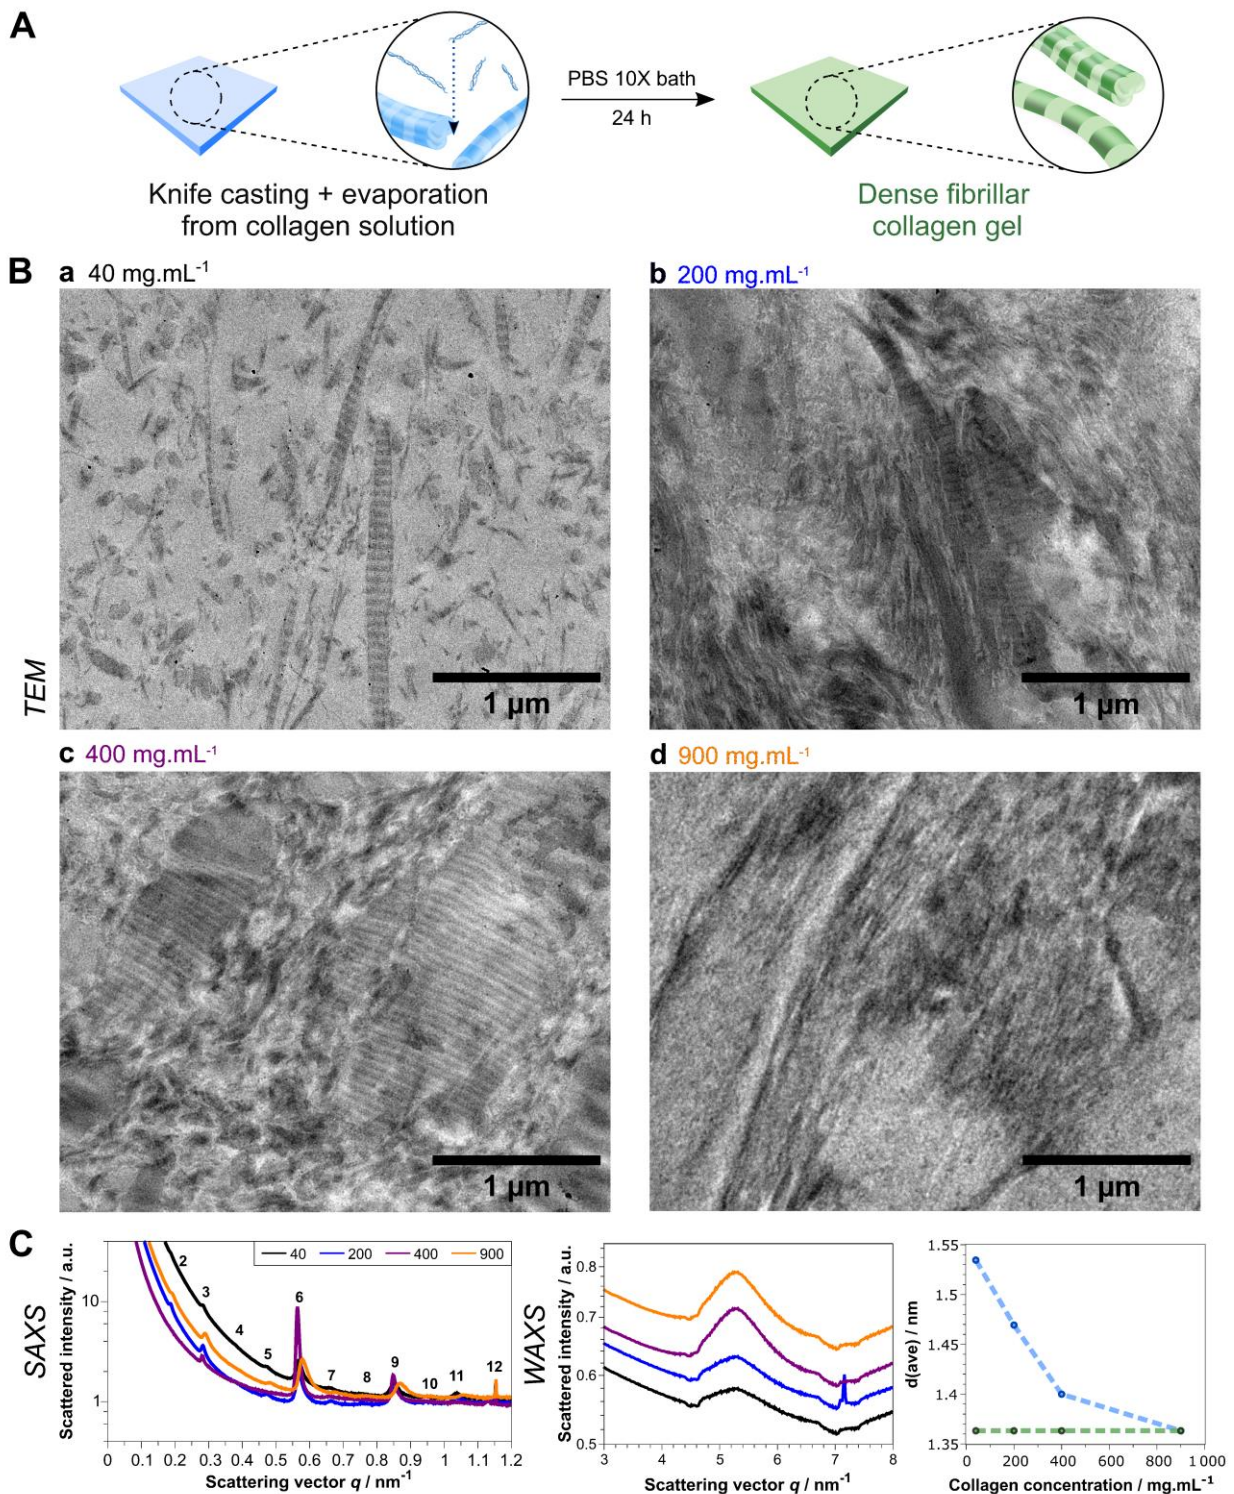 A
PBS 10X bath
24 h
Knife casting + evaporation
from collagen solution
Dense fibrillar
collagen gel
B
a 40 mg.mL⁻¹
b 200 mg.mL⁻¹
TEM
1 µm
1 µm
c 400 mg.mL⁻¹
d 900 mg.mL⁻¹
1 µm
1 µm
C
SAXS
Scattered intensity / a.u.
10
1
40 200 400 900
2
3
4
5
6
7
8
9
10
11
12
0 0.1 0.2 0.3 0.4 0.5 0.6 0.7 0.8 0.9 1 1.1 1.2
Scattering vector q / nm⁻¹
WAXS
Scattered intensity / a.u.
0.8
0.7
0.6
0.5
3 4 5 6 7 8
Scattering vector q / nm⁻¹
d(ave) / nm
1.55
1.5
1.45
1.4
1.35
0 200 400 600 800 1 000
Collagen concentration / mg.mL⁻¹